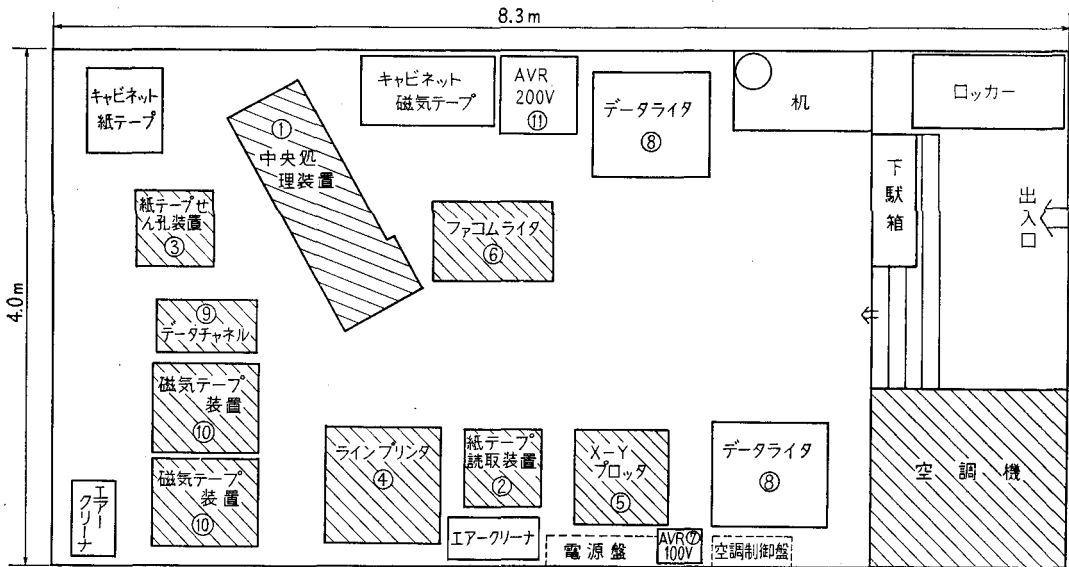 8.3m
4.0m
キャビネット
紙テープ
①
中央処
理装置
キャビネット
磁気テープ
AVR
200V
⑪
データライタ
⑧
机
ロッカー
下駄箱
出入口
紙テープせ
ん孔装置
③
ファコムライタ
⑥
⑨
データチャネル
磁気テープ
装置
⑩
磁気テープ
装置
⑩
エアー
クリーナ
ラインプリンタ
④
紙テープ
読取装置
②
エアークリーナ
X-Y
プロッタ
⑤
データライタ
⑧
電源盤
AVR⑦
100V
空調制御盤
空調機